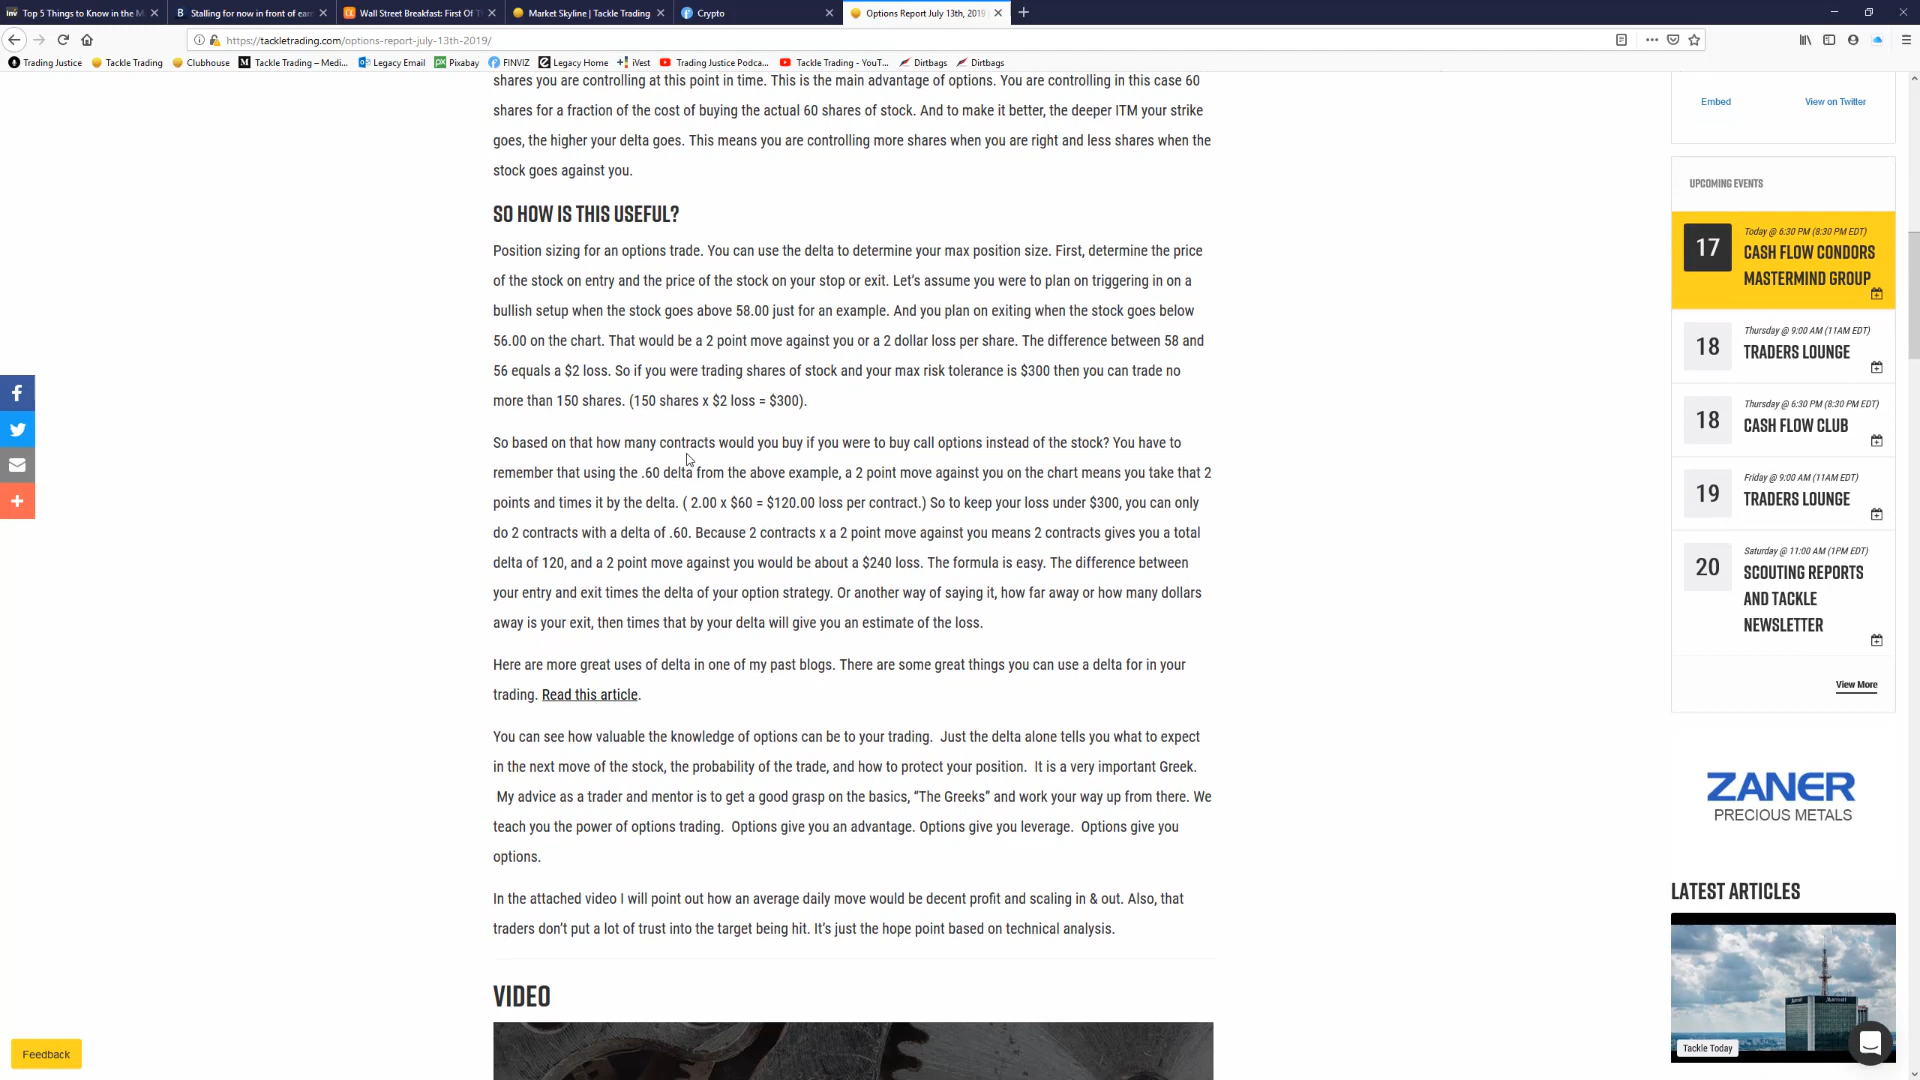 Top 5 Things to Know in the M
Stalling for now in front of ear
Wall Street Breakfast: First Of T
Market Skyline | Tackle Trading
Crypto
Options Report July 13th, 2019
https://tackletrading.com/options-report-july-13th-2019/
Trading Justice
Tackle Trading
Clubhouse
Tackle Trading – Medi...
Legacy Email
Pixabay
FINVIZ
Legacy Home
iVest
Trading Justice Podca...
Tackle Trading - YouT...
Dirtbags
Dirtbags
shares you are controlling at this point in time. This is the main advantage of options. You are controlling in this case 60
shares for a fraction of the cost of buying the actual 60 shares of stock. And to make it better, the deeper ITM your strike
goes, the higher your delta goes. This means you are controlling more shares when you are right and less shares when the
stock goes against you.
SO HOW IS THIS USEFUL?
Position sizing for an options trade. You can use the delta to determine your max position size. First, determine the price
of the stock on entry and the price of the stock on your stop or exit. Let's assume you were to plan on triggering in on a
bullish setup when the stock goes above 58.00 just for an example. And you plan on exiting when the stock goes below
56.00 on the chart. That would be a 2 point move against you or a 2 dollar loss per share. The difference between 58 and
56 equals a $2 loss. So if you were trading shares of stock and your max risk tolerance is $300 then you can trade no
more than 150 shares. (150 shares x $2 loss = $300).
So based on that how many contracts would you buy if you were to buy call options instead of the stock? You have to
remember that using the .60 delta from the above example, a 2 point move against you on the chart means you take that 2
points and times it by the delta. ( 2.00 x $60 = $120.00 loss per contract.) So to keep your loss under $300, you can only
do 2 contracts with a delta of .60. Because 2 contracts x a 2 point move against you means 2 contracts gives you a total
delta of 120, and a 2 point move against you would be about a $240 loss. The formula is easy. The difference between
your entry and exit times the delta of your option strategy. Or another way of saying it, how far away or how many dollars
away is your exit, then times that by your delta will give you an estimate of the loss.
Here are more great uses of delta in one of my past blogs. There are some great things you can use a delta for in your
trading. Read this article.
You can see how valuable the knowledge of options can be to your trading. Just the delta alone tells you what to expect
in the next move of the stock, the probability of the trade, and how to protect your position. It is a very important Greek.
My advice as a trader and mentor is to get a good grasp on the basics, “The Greeks” and work your way up from there. We
teach you the power of options trading. Options give you an advantage. Options give you leverage. Options give you
options.
In the attached video I will point out how an average daily move would be decent profit and scaling in & out. Also, that
traders don't put a lot of trust into the target being hit. It's just the hope point based on technical analysis.
VIDEO
Feedback
Embed
View on Twitter
UPCOMING EVENTS
17
Today @ 6:30 PM (8:30 PM EDT)
CASH FLOW CONDORS
MASTERMIND GROUP
18
Thursday @ 9:00 AM (11AM EDT)
TRADERS LOUNGE
18
Thursday @ 6:30 PM (8:30 PM EDT)
CASH FLOW CLUB
19
Friday @ 9:00 AM (11AM EDT)
TRADERS LOUNGE
20
Saturday @ 11:00 AM (1PM EDT)
SCOUTING REPORTS
AND TACKLE
NEWSLETTER
View More
ZANER
PRECIOUS METALS
LATEST ARTICLES
Tackle Today